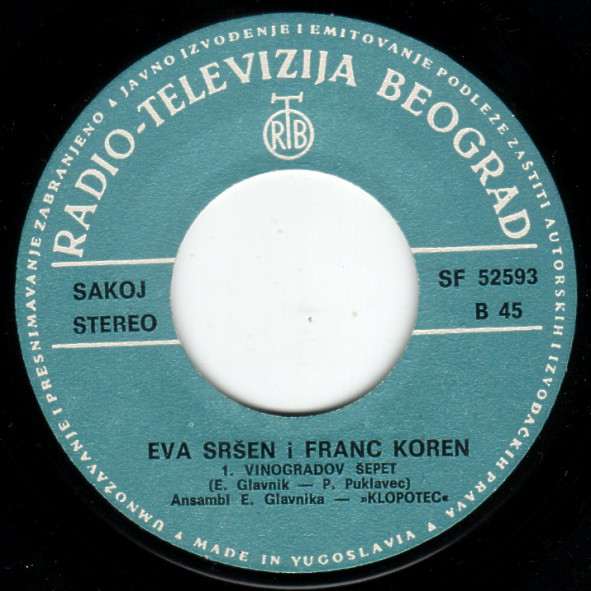 UMNOŽAVANJE I PRESNIMAVANJE ZABRANJENO ▲ JAVNO IZVOĐENJE I EMITOVANJE PODLEŽE ZAŠTITI AUTORSKIH I IZVOĐAČKIH PRAVA ▲ MADE IN YUGOSLAVIA ▲
RADIO-TELEVIZIJA BEOGRAD
RTB
SAKOJ
STEREO
SF 52593
B 45
EVA SRŠEN i FRANC KOREN
1. VINOGRADOV ŠEPET
(E. Glavnik — P. Puklavec)
Ansambl E. Glavnika — »KLOPOTEC«